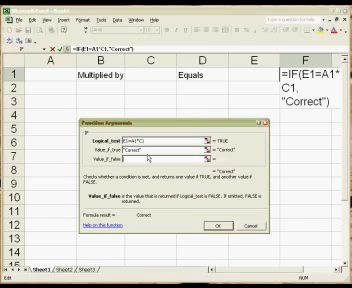 File Edit View Insert Format Tools Data Window Help
=IF(E1=A1*C1,"Correct")
A B C D E F
1 Multiplied by Equals =IF(E1=A1*
2 C1,
3 "Correct")
4
5
6
7
8
9
10
11
12
13
14
15
Function Arguments
IF
Logical_test E1=A1*C1 = TRUE
Value_if_true "Correct" = "Correct"
Value_if_false =
= "Correct"
Checks whether a condition is met, and returns one value if TRUE, and another value if
FALSE.
Value_if_false is the value that is returned if Logical_test is FALSE. If omitted, FALSE is
returned.
Formula result = Correct
Help on this function OK Cancel
Sheet1 / Sheet2 / Sheet3 /
Edit NUM